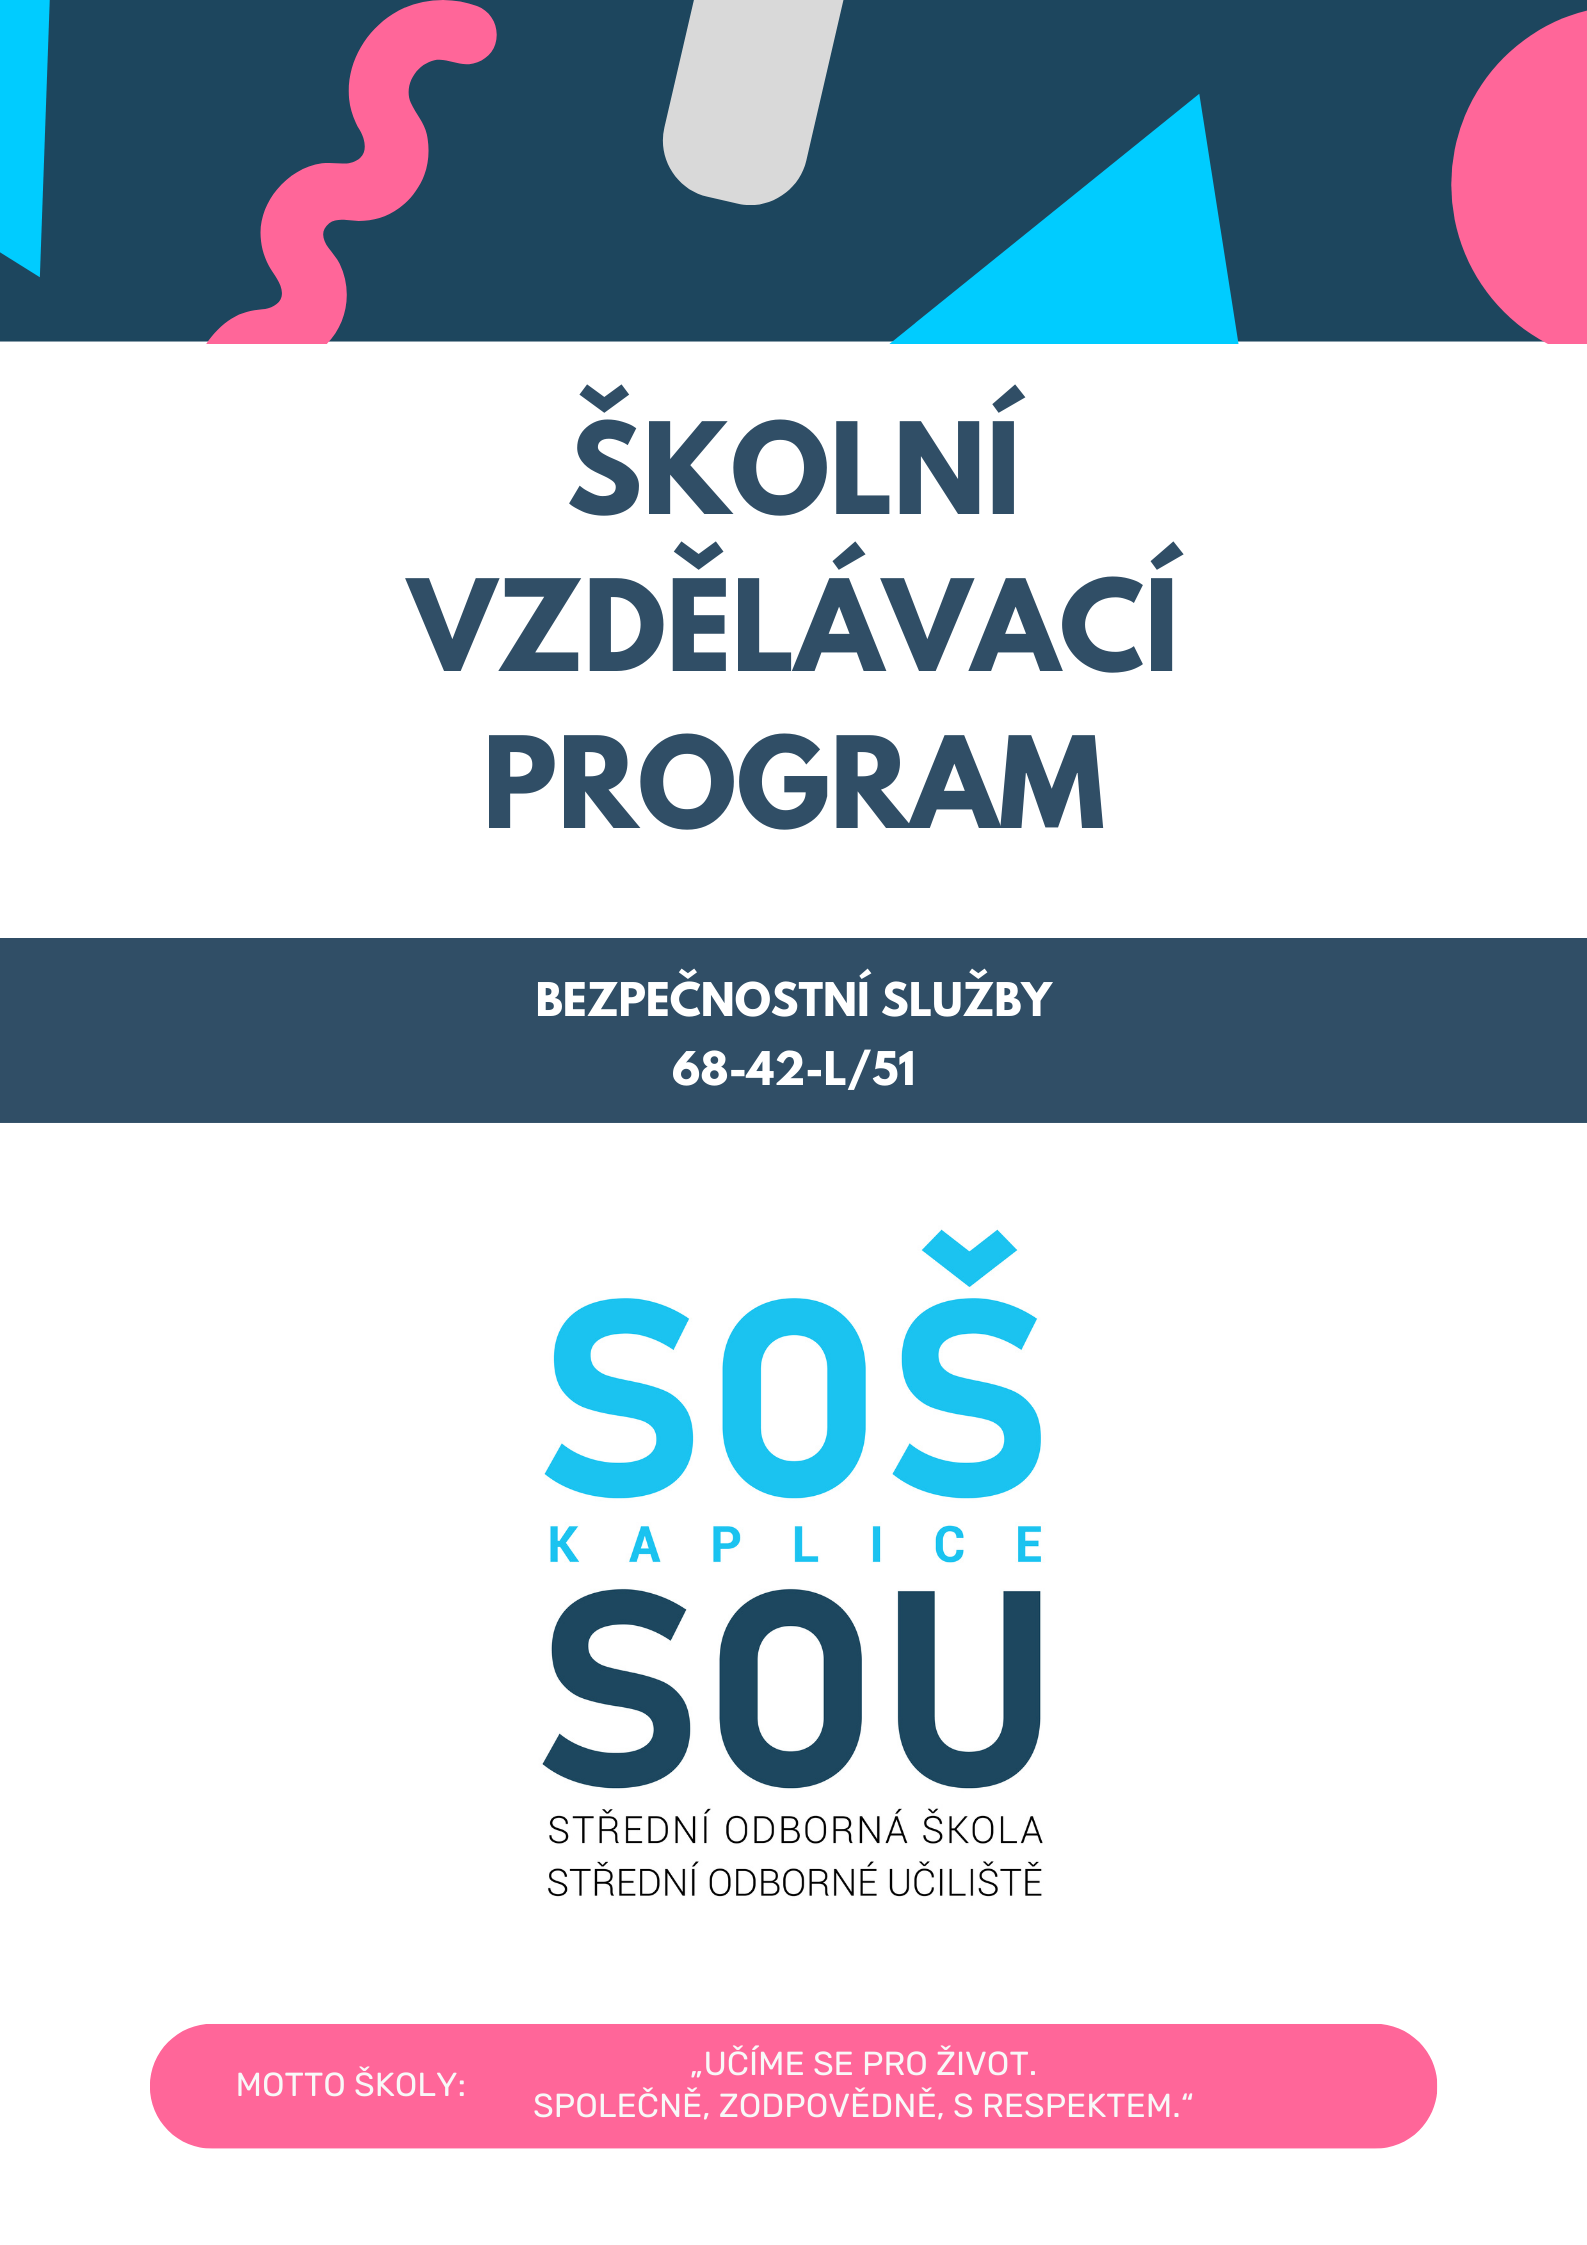 ŠKOLNÍ
VZDĚLÁVACÍ
PROGRAM
BEZPEČNOSTNÍ SLUŽBY
68-42-L/51
SOŠ
KAPLICE
SOU
STŘEDNÍ ODBORNÁ ŠKOLA
STŘEDNÍ ODBORNÉ UČILIŠTĚ
MOTTO ŠKOLY:
„UČÍME SE PRO ŽIVOT.
SPOLEČNĚ, ZODPOVĚDNĚ, S RESPEKTEM.“